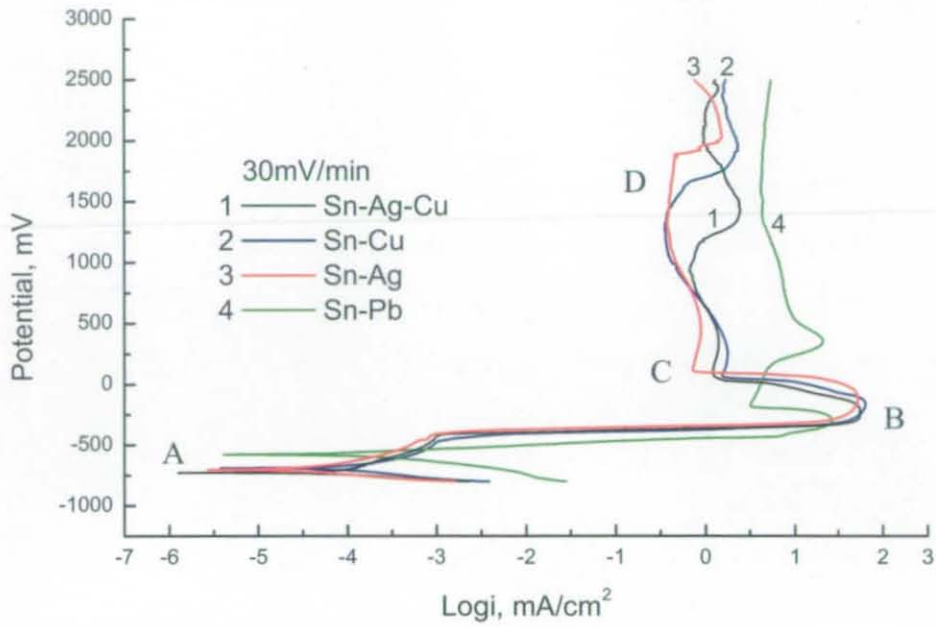 3000
2500
2000
1500
1000
500
0
-500
-1000
Potential, mV
3 2
30mV/min
1 Sn-Ag-Cu
2 Sn-Cu
3 Sn-Ag
4 Sn-Pb
D
1
4
C
B
A
-7 -6 -5 -4 -3 -2 -1 0 1 2 3
Logi, mA/cm²